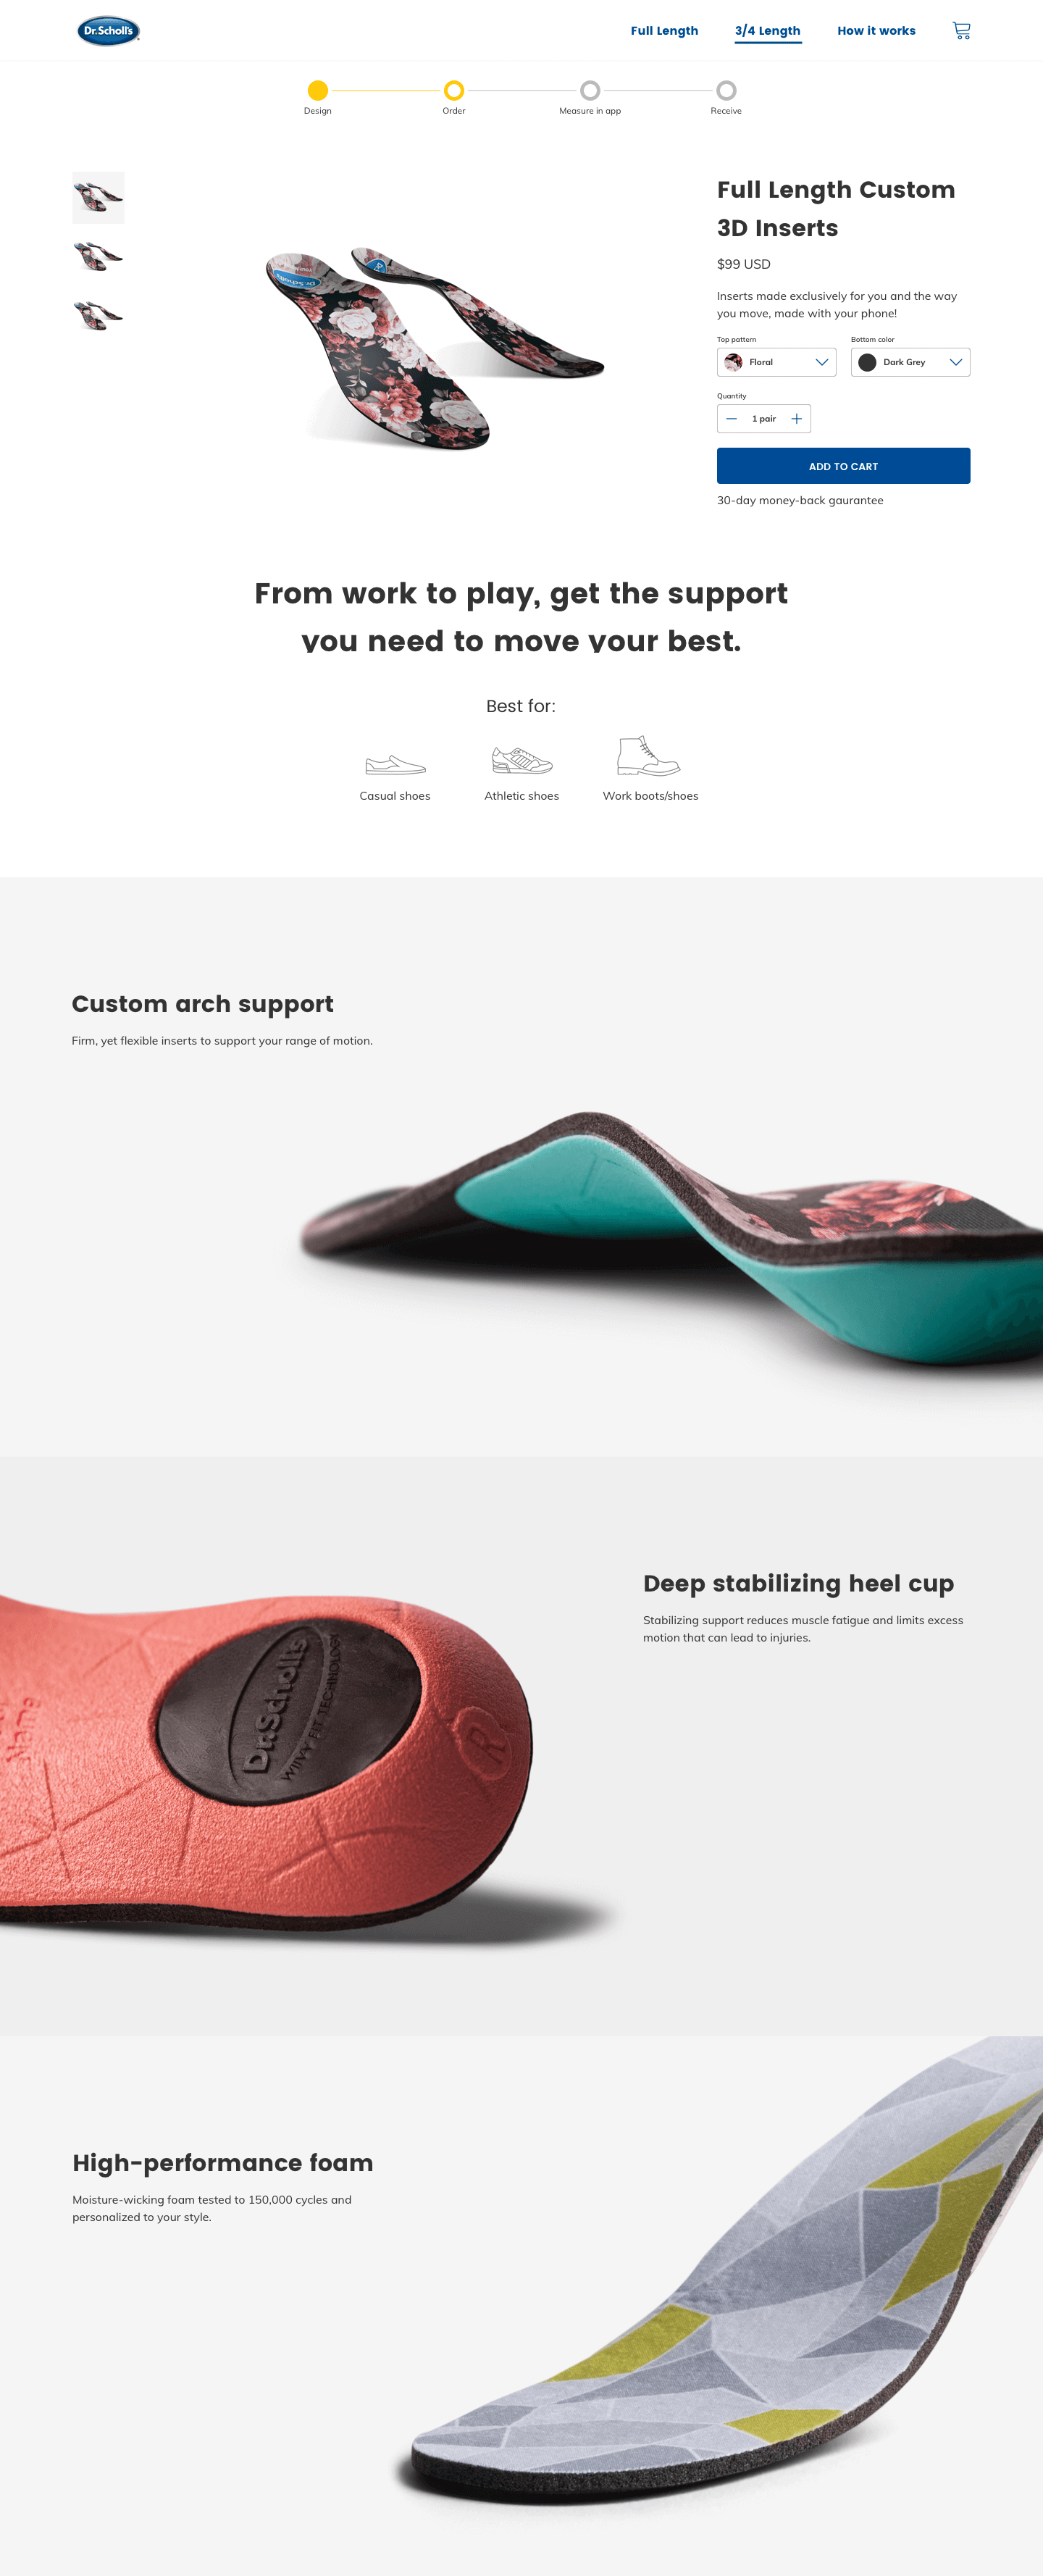 Dr. Scholl's
Full Length
3/4 Length
How it works
Design
Order
Measure in app
Receive
Full Length Custom
3D Inserts
$99 USD
Inserts made exclusively for you and the way
you move, made with your phone!
Top pattern
Bottom color
Floral
Dark Grey
Quantity
1 pair
ADD TO CART
30-day money-back gaurantee
From work to play, get the support
you need to move your best.
Best for:
Casual shoes
Athletic shoes
Work boots/shoes
Custom arch support
Firm, yet flexible inserts to support your range of motion.
Deep stabilizing heel cup
Stabilizing support reduces muscle fatigue and limits excess
motion that can lead to injuries.
Name
Dr. Scholl's
WIIVV FIT TECHNOLOGY
R
High-performance foam
Moisture-wicking foam tested to 150,000 cycles and
personalized to your style.